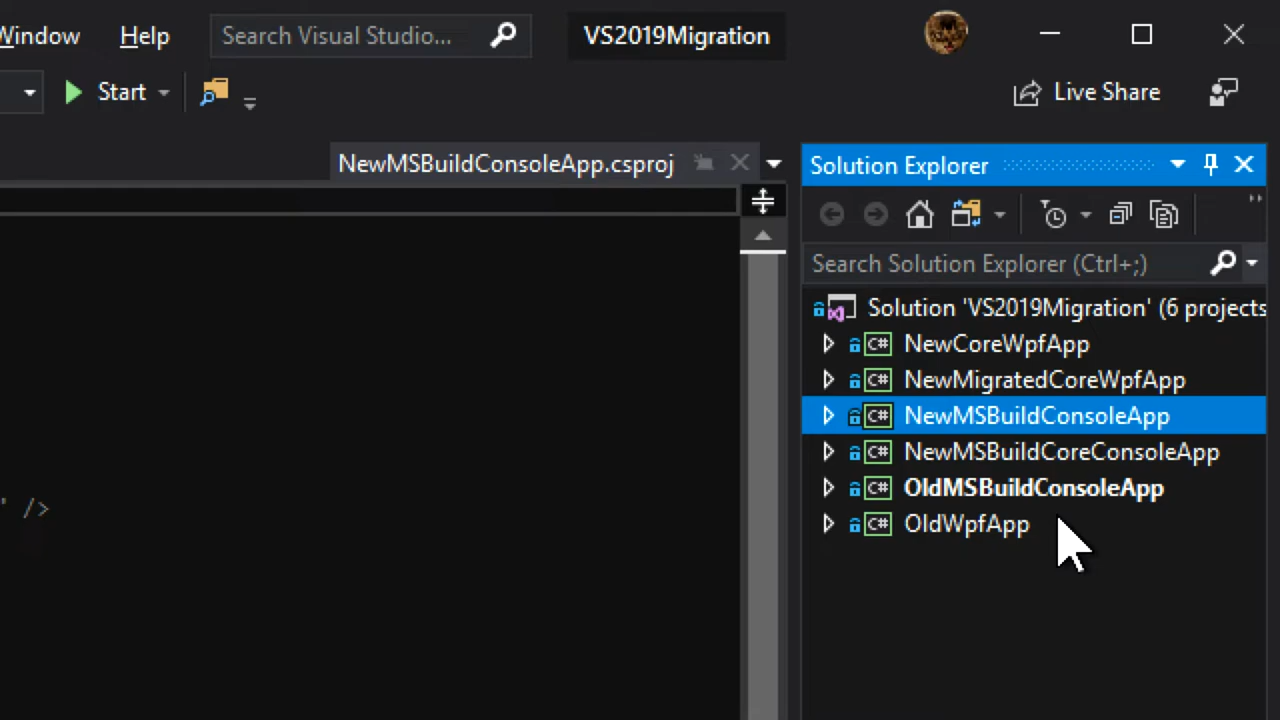 Window Help Search Visual Studio... VS2019Migration
Start Live Share
NewMSBuildConsoleApp.csproj
Solution Explorer
Search Solution Explorer (Ctrl+;)
Solution 'VS2019Migration' (6 projects
C# NewCoreWpfApp
C# NewMigratedCoreWpfApp
C# NewMSBuildConsoleApp
C# NewMSBuildCoreConsoleApp
C# OldMSBuildConsoleApp
" />
C# OldWpfApp